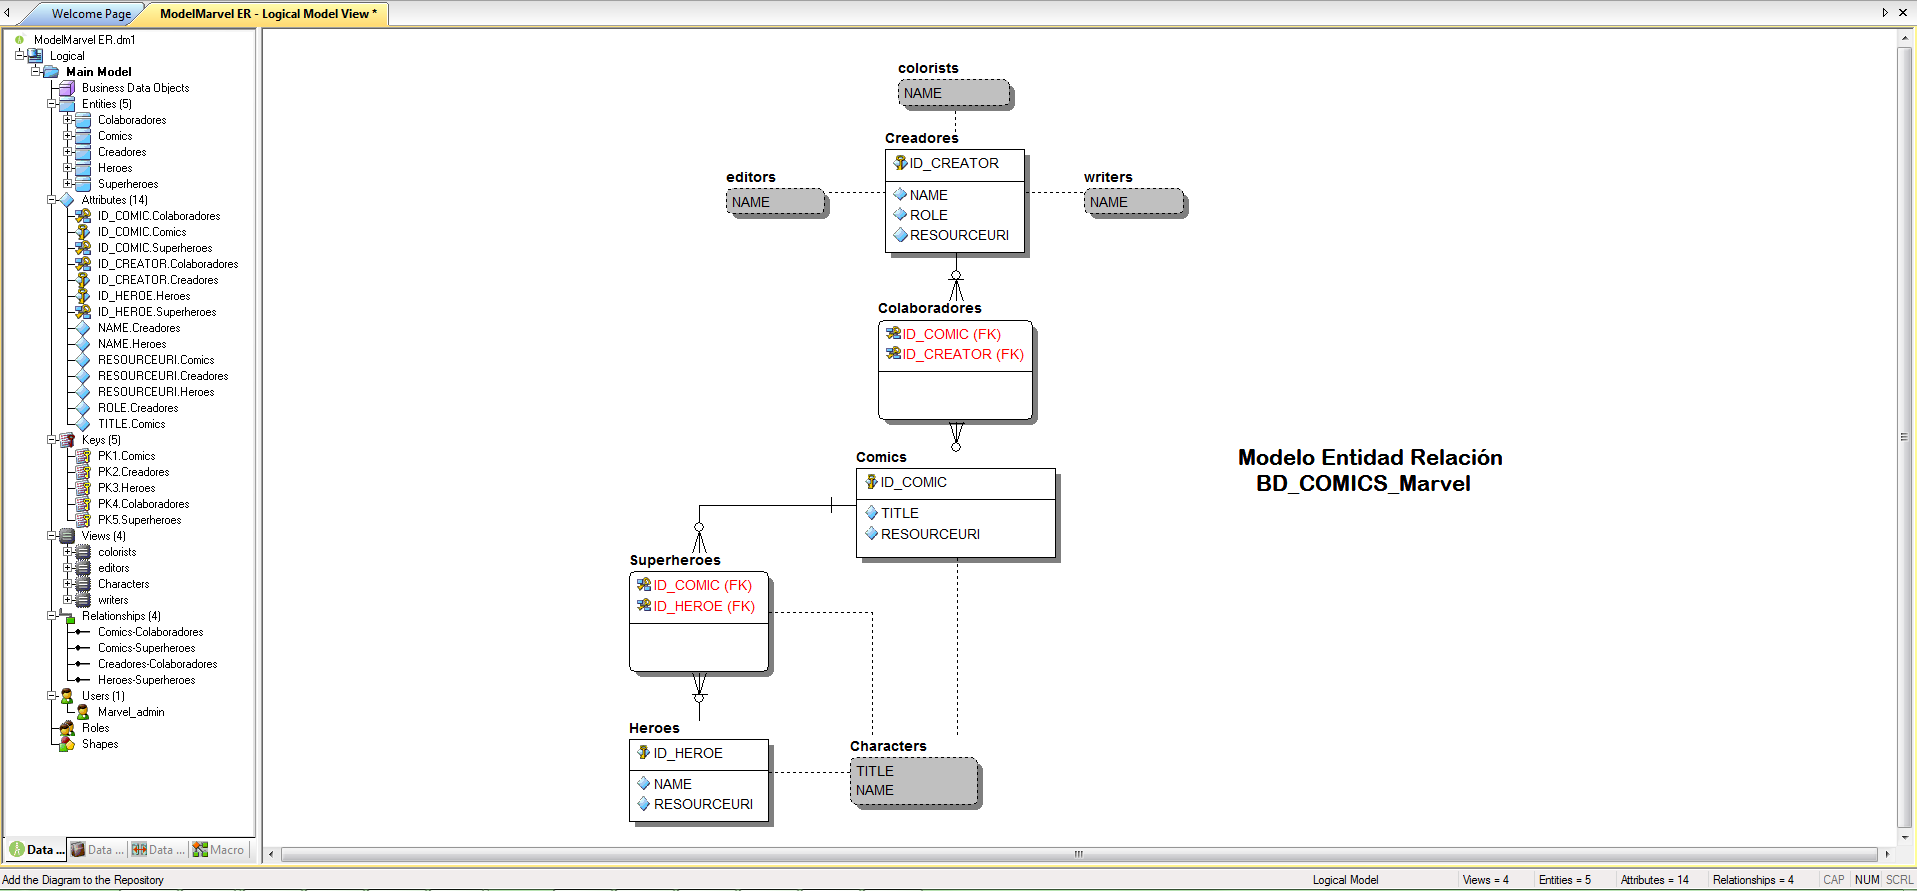 Welcome Page
ModelMarvel ER - Logical Model View *
ModelMarvel ER.dm1
Logical
Main Model
Business Data Objects
Entities (5)
Colaboradores
Comics
Creadores
Heroes
Superheroes
Attributes (14)
ID_COMIC.Colaboradores
ID_COMIC.Comics
ID_COMIC.Superheroes
ID_CREATOR.Colaboradores
ID_CREATOR.Creadores
ID_HEROE.Heroes
ID_HEROE.Superheroes
NAME.Creadores
NAME.Heroes
RESOURCEURI.Comics
RESOURCEURI.Creadores
RESOURCEURI.Heroes
ROLE.Creadores
TITLE.Comics
Keys (5)
PK1.Comics
PK2.Creadores
PK3.Heroes
PK4.Colaboradores
PK5.Superheroes
Views (4)
colorists
editors
Characters
writers
Relationships (4)
Comics-Colaboradores
Comics-Superheroes
Creadores-Colaboradores
Heroes-Superheroes
Users (1)
Marvel_admin
Roles
Shapes
Data ...
Data ...
Data ...
Macro
colorists
NAME
Creadores
ID_CREATOR
NAME
ROLE
RESOURCEURI
editors
NAME
writers
NAME
Colaboradores
ID_COMIC (FK)
ID_CREATOR (FK)
Comics
ID_COMIC
TITLE
RESOURCEURI
Modelo Entidad Relación
BD_COMICS_Marvel
Superheroes
ID_COMIC (FK)
ID_HEROE (FK)
Heroes
ID_HEROE
NAME
RESOURCEURI
Characters
TITLE
NAME
Add the Diagram to the Repository
Logical Model
Views = 4
Entities = 5
Attributes = 14
Relationships = 4
CAP
NUM
SCRL